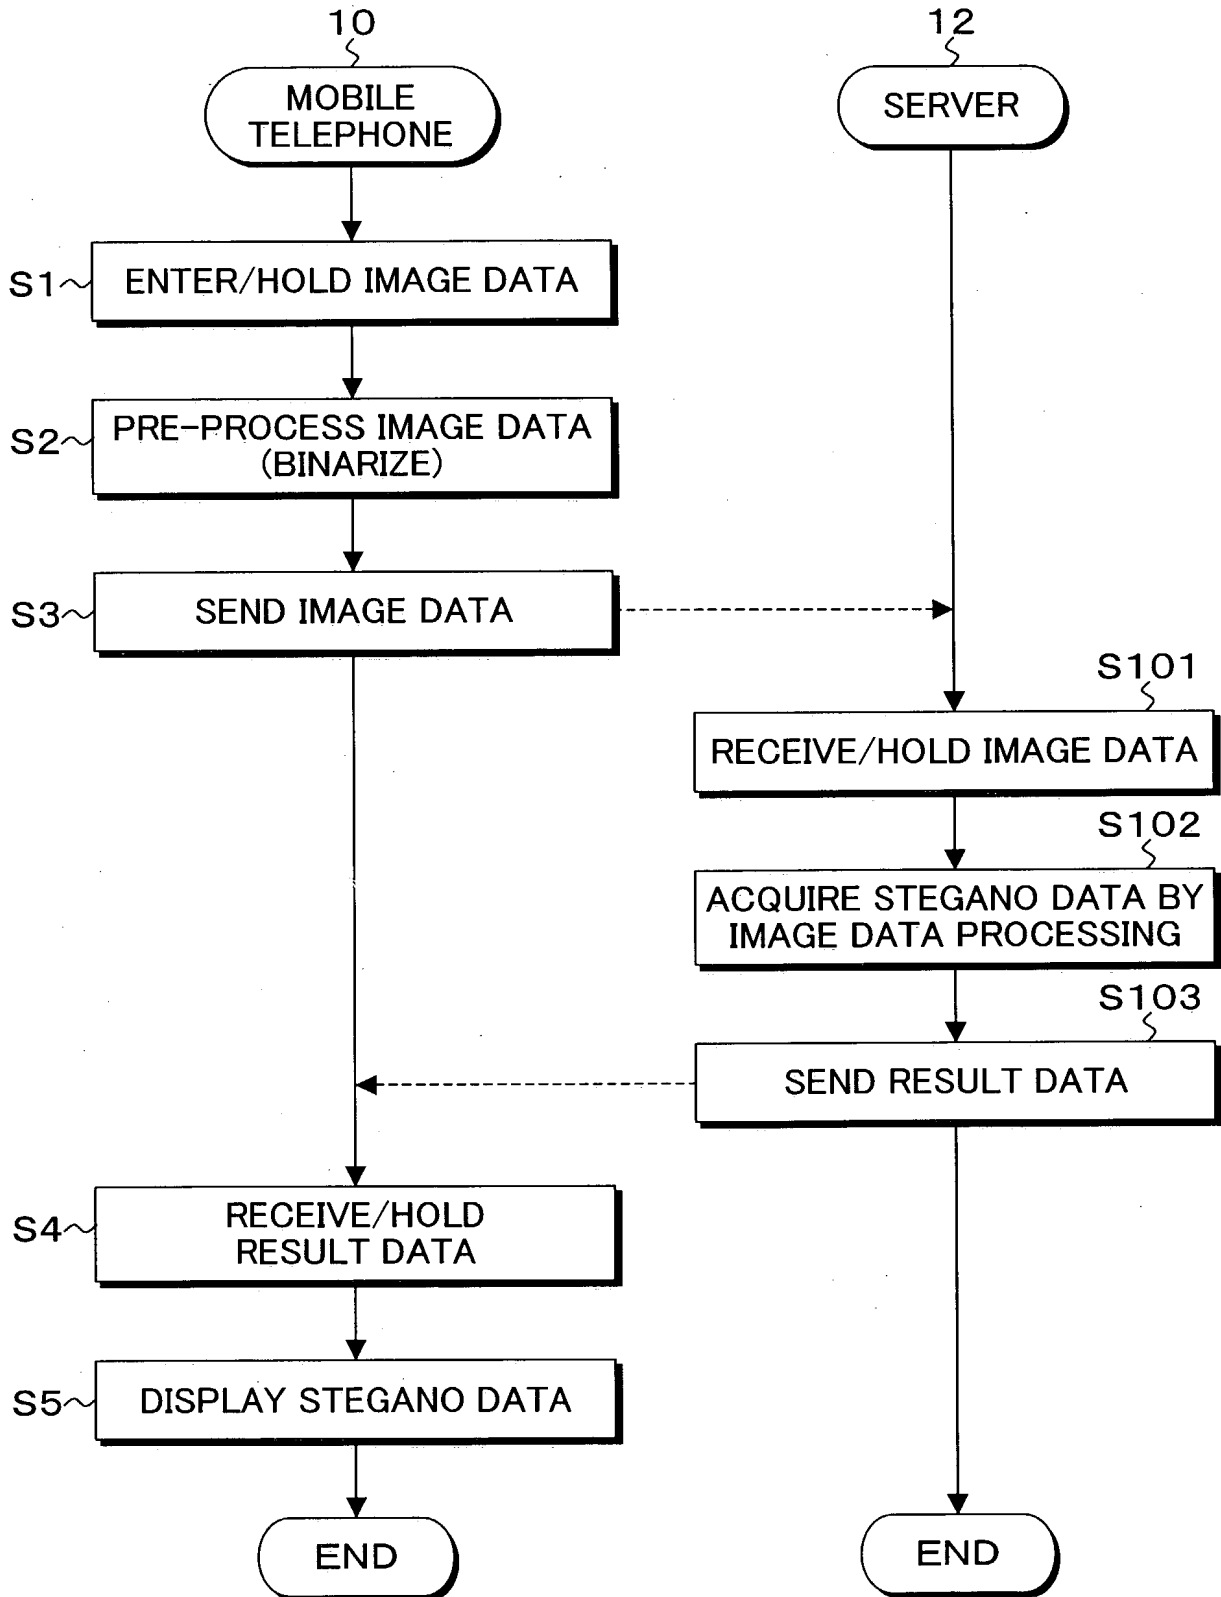 10
12
MOBILE
TELEPHONE
SERVER
S1
ENTER/HOLD IMAGE DATA
S2
PRE-PROCESS IMAGE DATA
(BINARIZE)
S3
SEND IMAGE DATA
S101
RECEIVE/HOLD IMAGE DATA
S102
ACQUIRE STEGANO DATA BY
IMAGE DATA PROCESSING
S103
SEND RESULT DATA
S4
RECEIVE/HOLD
RESULT DATA
S5
DISPLAY STEGANO DATA
END
END